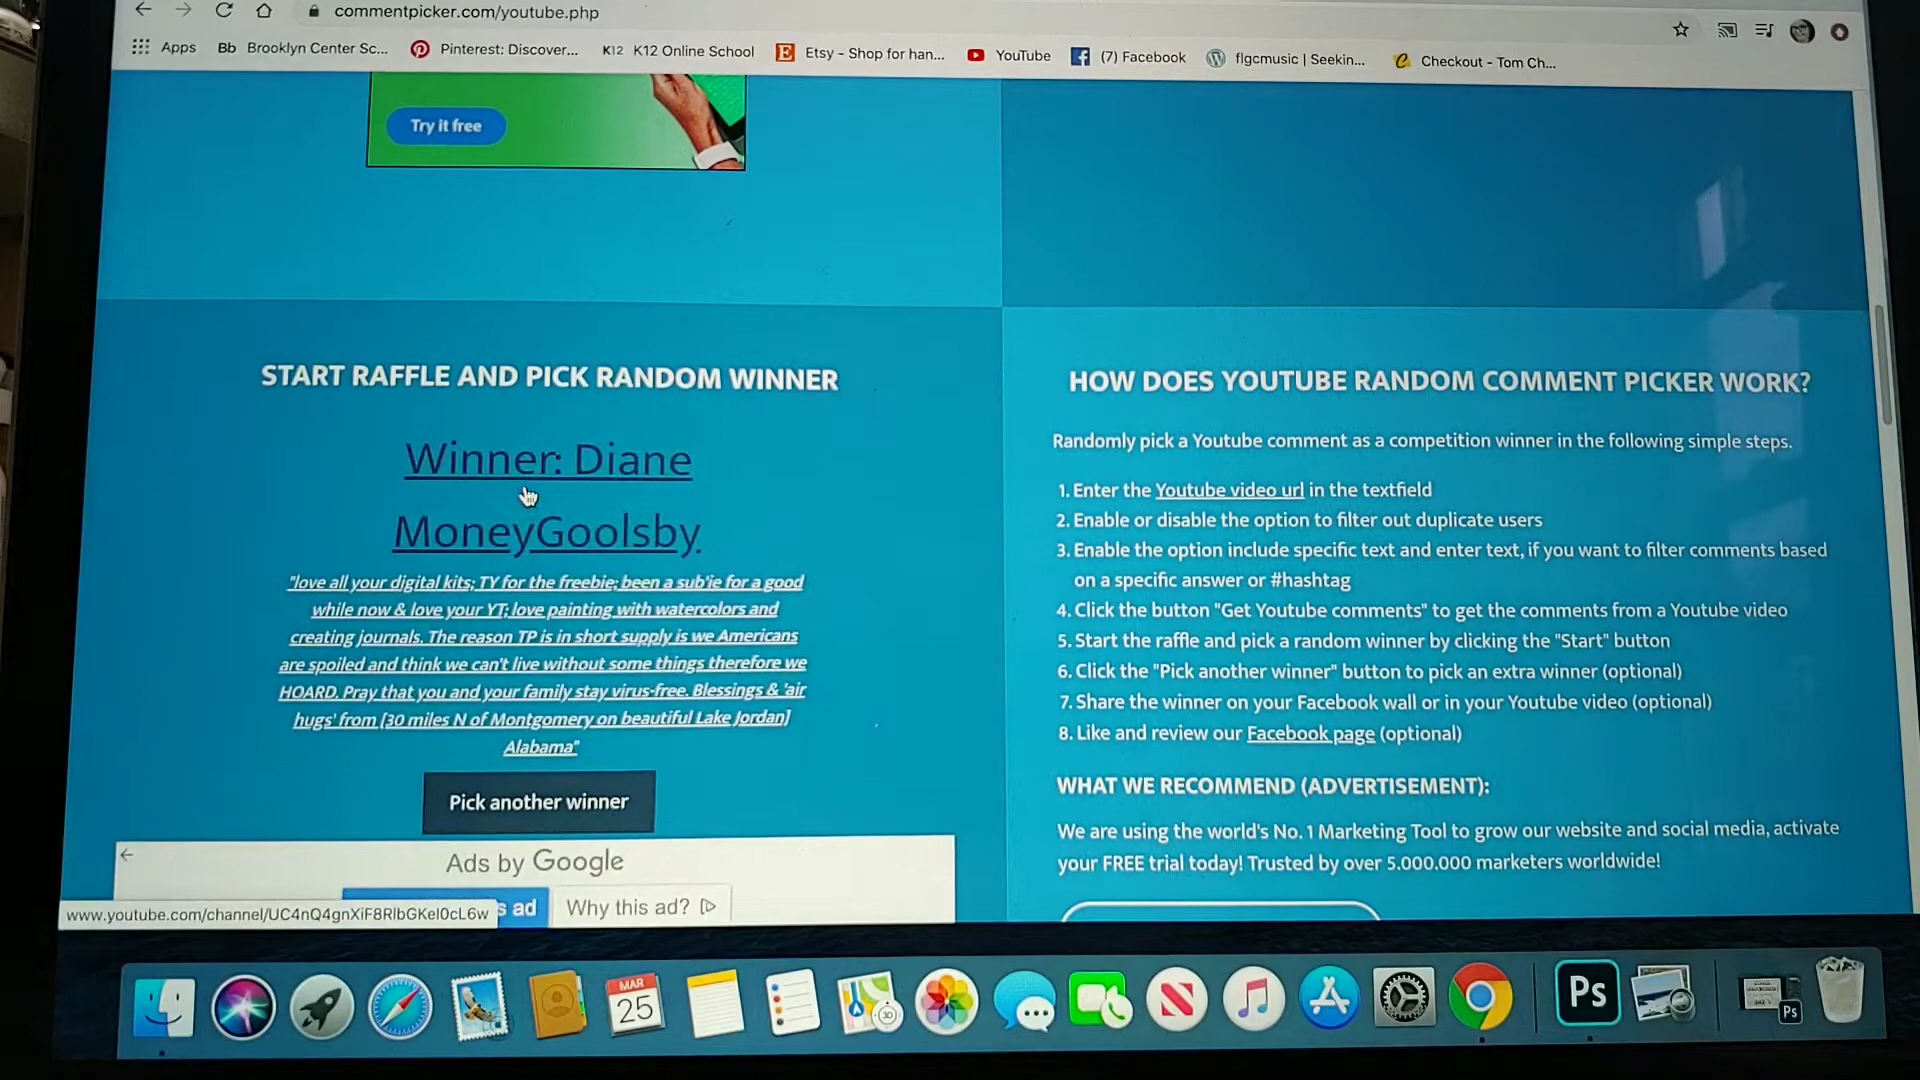 commentpicker.com/youtube.php
Apps
Bb Brooklyn Center Sc...
Pinterest: Discover...
K12 K12 Online School
E Etsy - Shop for han...
YouTube
(7) Facebook
flgcmusic | Seekin...
Checkout - Tom Ch...
Try it free
START RAFFLE AND PICK RANDOM WINNER
Winner: Diane
MoneyGoolsby.
"love all your digital kits; TY for the freebie; been a sub'ie for a good
while now & love your YT; love painting with watercolors and
creating journals. The reason TP is in short supply is we Americans
are spoiled and think we can't live without some things therefore we
HOARD. Pray that you and your family stay virus-free. Blessings & 'air
hugs' from [30 miles N of Montgomery on beautiful Lake Jordan]
Alabama"
Pick another winner
Ads by Google
s ad
Why this ad?
www.youtube.com/channel/UC4nQ4gnXiF8RlbGKel0cL6w
HOW DOES YOUTUBE RANDOM COMMENT PICKER WORK?
Randomly pick a Youtube comment as a competition winner in the following simple steps.
1. Enter the Youtube video url in the textfield
2. Enable or disable the option to filter out duplicate users
3. Enable the option include specific text and enter text, if you want to filter comments based
on a specific answer or #hashtag
4. Click the button "Get Youtube comments" to get the comments from a Youtube video
5. Start the raffle and pick a random winner by clicking the "Start" button
6. Click the "Pick another winner" button to pick an extra winner (optional)
7. Share the winner on your Facebook wall or in your Youtube video (optional)
8. Like and review our Facebook page (optional)
WHAT WE RECOMMEND (ADVERTISEMENT):
We are using the world's No. 1 Marketing Tool to grow our website and social media, activate
your FREE trial today! Trusted by over 5.000.000 marketers worldwide!
MAR
25
30
Ps
Ps